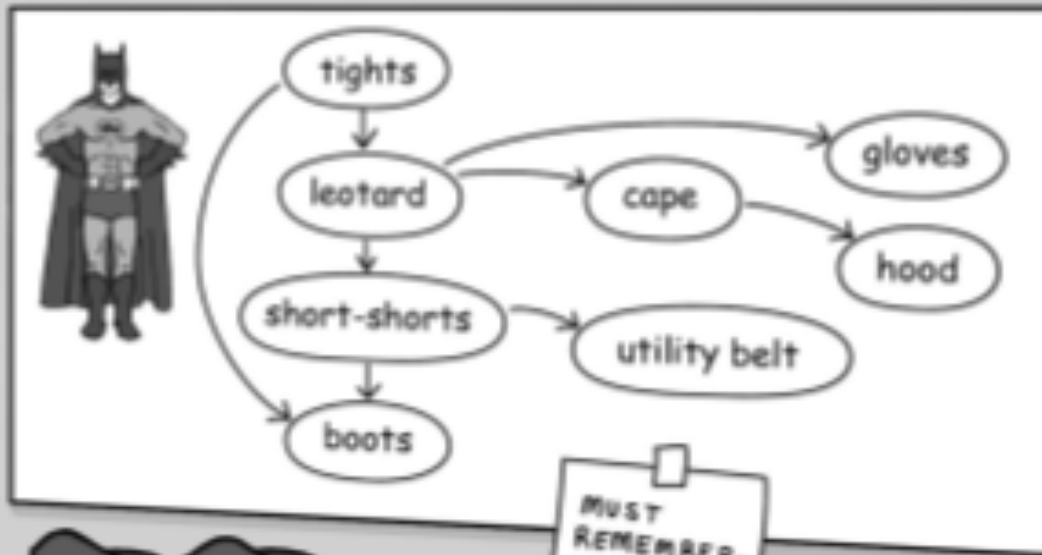 tights
leotard
gloves
cape
hood
short-shorts
utility belt
boots
MUST
REMEMBER